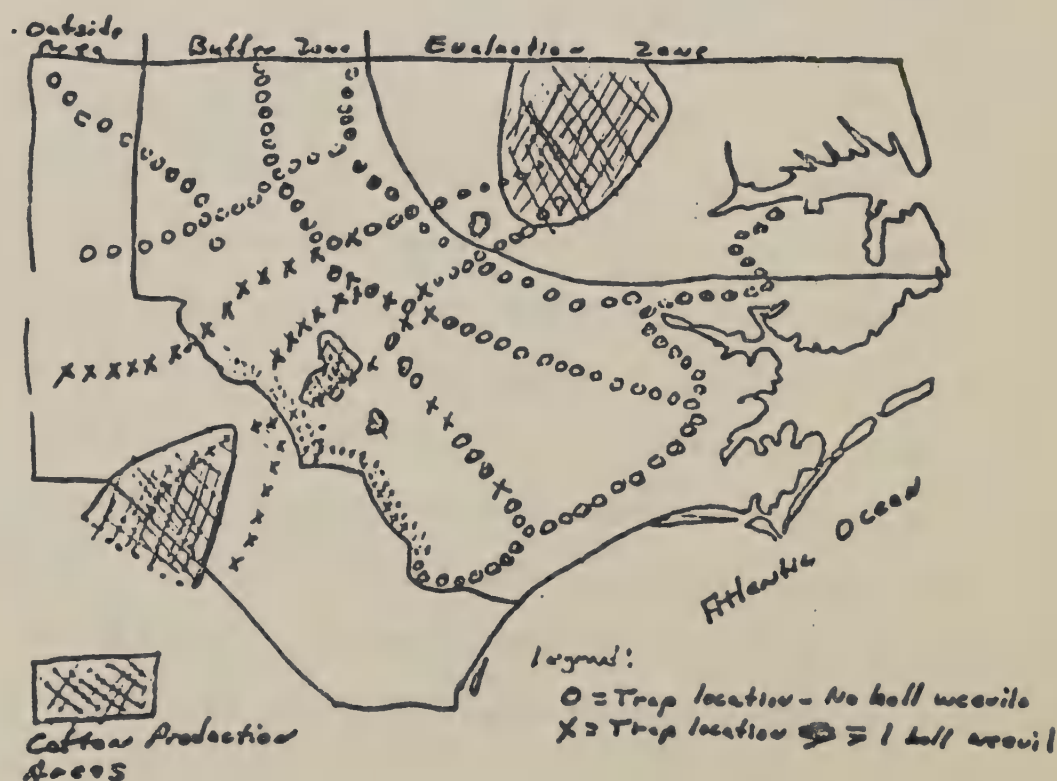 Outside Area
Buffer Zone
Evaluation Zone
Atlantic Ocean
Cotton Production
Areas
legend:
O = Trap location - No boll weevils
X = Trap location ≥ 1 boll weevil